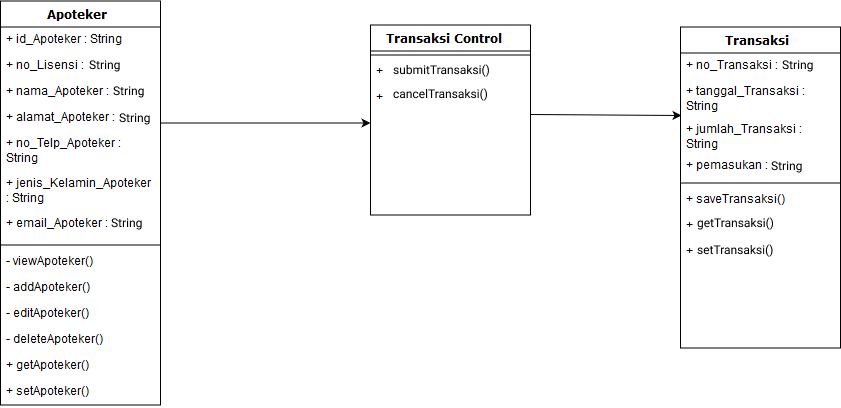 Apoteker
+ id_Apoteker : String
+ no_Lisensi : String
+ nama_Apoteker : String
+ alamat_Apoteker : String
+ no_Telp_Apoteker :
String
+ jenis_Kelamin_Apoteker
: String
+ email_Apoteker : String
- viewApoteker()
- addApoteker()
- editApoteker()
- deleteApoteker()
+ getApoteker()
+ setApoteker()
Transaksi Control
+ submitTransaksi()
+ cancelTransaksi()
Transaksi
+ no_Transaksi : String
+ tanggal_Transaksi :
String
+ jumlah_Transaksi :
String
+ pemasukan : String
+ saveTransaksi()
+ getTransaksi()
+ setTransaksi()